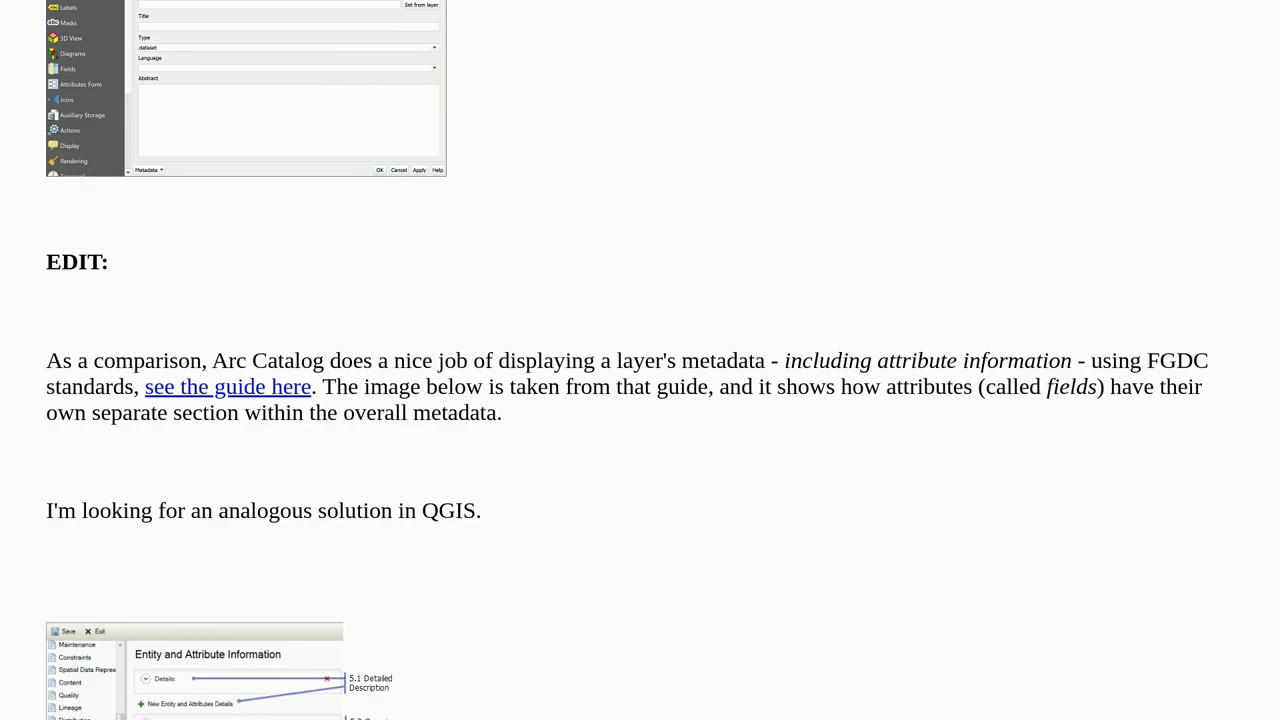 Labels
Set from layer
Masks
Title
3D View
Type
Diagrams
dataset
Language
Fields
Abstract
Attributes Form
Joins
Auxiliary Storage
Actions
Display
Rendering
Metadata
OK Cancel Apply Help
EDIT:
As a comparison, Arc Catalog does a nice job of displaying a layer's metadata - including attribute information - using FGDC
standards, see the guide here. The image below is taken from that guide, and it shows how attributes (called fields) have their
own separate section within the overall metadata.
I'm looking for an analogous solution in QGIS.
Save Exit
Maintenance
Entity and Attribute Information
Constraints
Spatial Data Repres
Details:
5.1 Detailed
Description
Content
Quality
New Entity and Attributes Details
Lineage